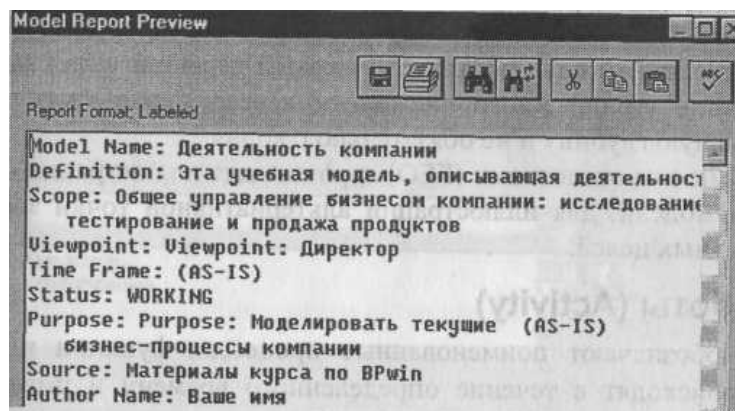 Model Report Preview
Report Format: Labeled
Model Name: Деятельность компании
Definition: Эта учебная модель, описывающая деятельност
Scope: Общее управление бизнесом компании: исследование
тестирование и продажа продуктов
Viewpoint: Viewpoint: Директор
Time Frame: (AS-IS)
Status: WORKING
Purpose: Purpose: Моделировать текущие (AS-IS)
бизнес-процессы компании
Source: Материалы курса по BPwin
Author Name: Ваше имя